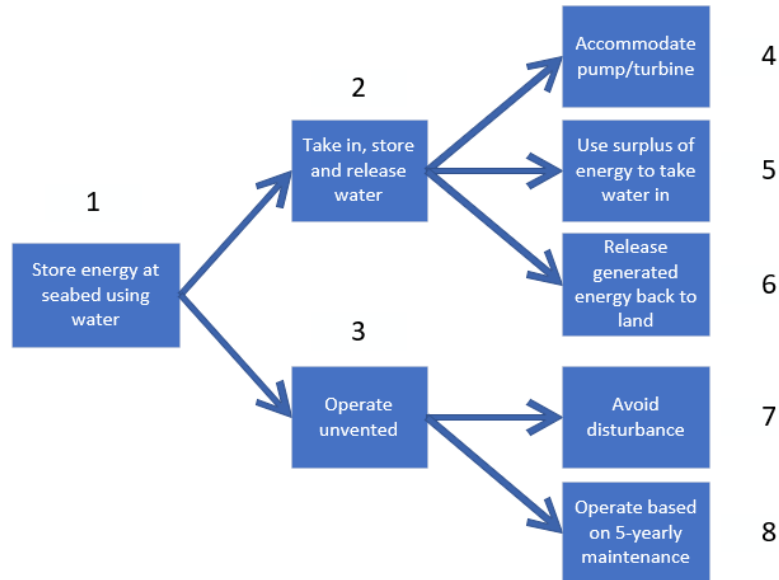 1
Store energy at
seabed using
water
2
Take in, store
and release
water
3
Operate
unvented
Accommodate
pump/turbine
4
Use surplus of
energy to take
water in
5
Release
generated
energy back to
land
6
Avoid
disturbance
7
Operate based
on 5-yearly
maintenance
8